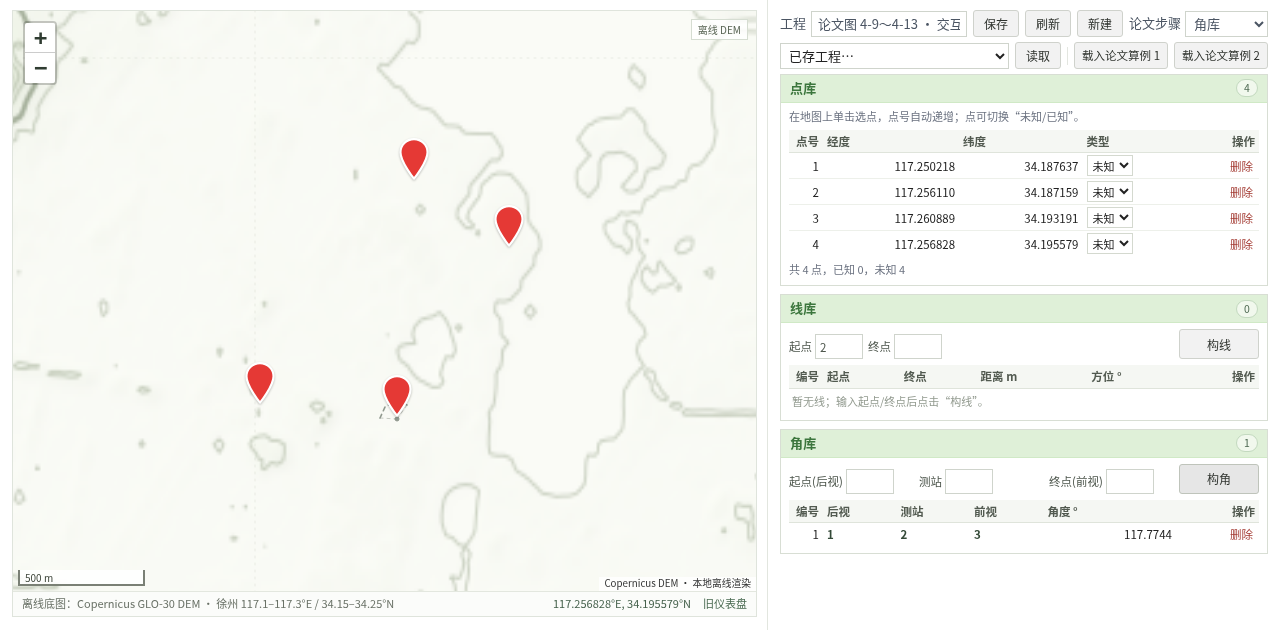 +
−
离线 DEM
500 m
Copernicus DEM · 本地离线渲染
离线底图：Copernicus GLO-30 DEM · 徐州 117.1–117.3°E / 34.15–34.25°N
117.256828°E, 34.195579°N 旧仪表盘
工程 论文图 4-9～4-13 · 交互 保存 刷新 新建 论文步骤 角库
已存工程… 读取 载入论文算例 1 载入论文算例 2
点库 4
在地图上单击选点，点号自动递增；点可切换“未知/已知”。
点号 经度 纬度 类型 操作
1 117.250218 34.187637 未知 删除
2 117.256110 34.187159 未知 删除
3 117.260889 34.193191 未知 删除
4 117.256828 34.195579 未知 删除
共 4 点，已知 0，未知 4
线库 0
起点 2 终点 构线
编号 起点 终点 距离 m 方位 ° 操作
暂无线；输入起点/终点后点击“构线”。
角库 1
起点(后视) 测站 终点(前视) 构角
编号 后视 测站 前视 角度 ° 操作
1 1 2 3 117.7744 删除